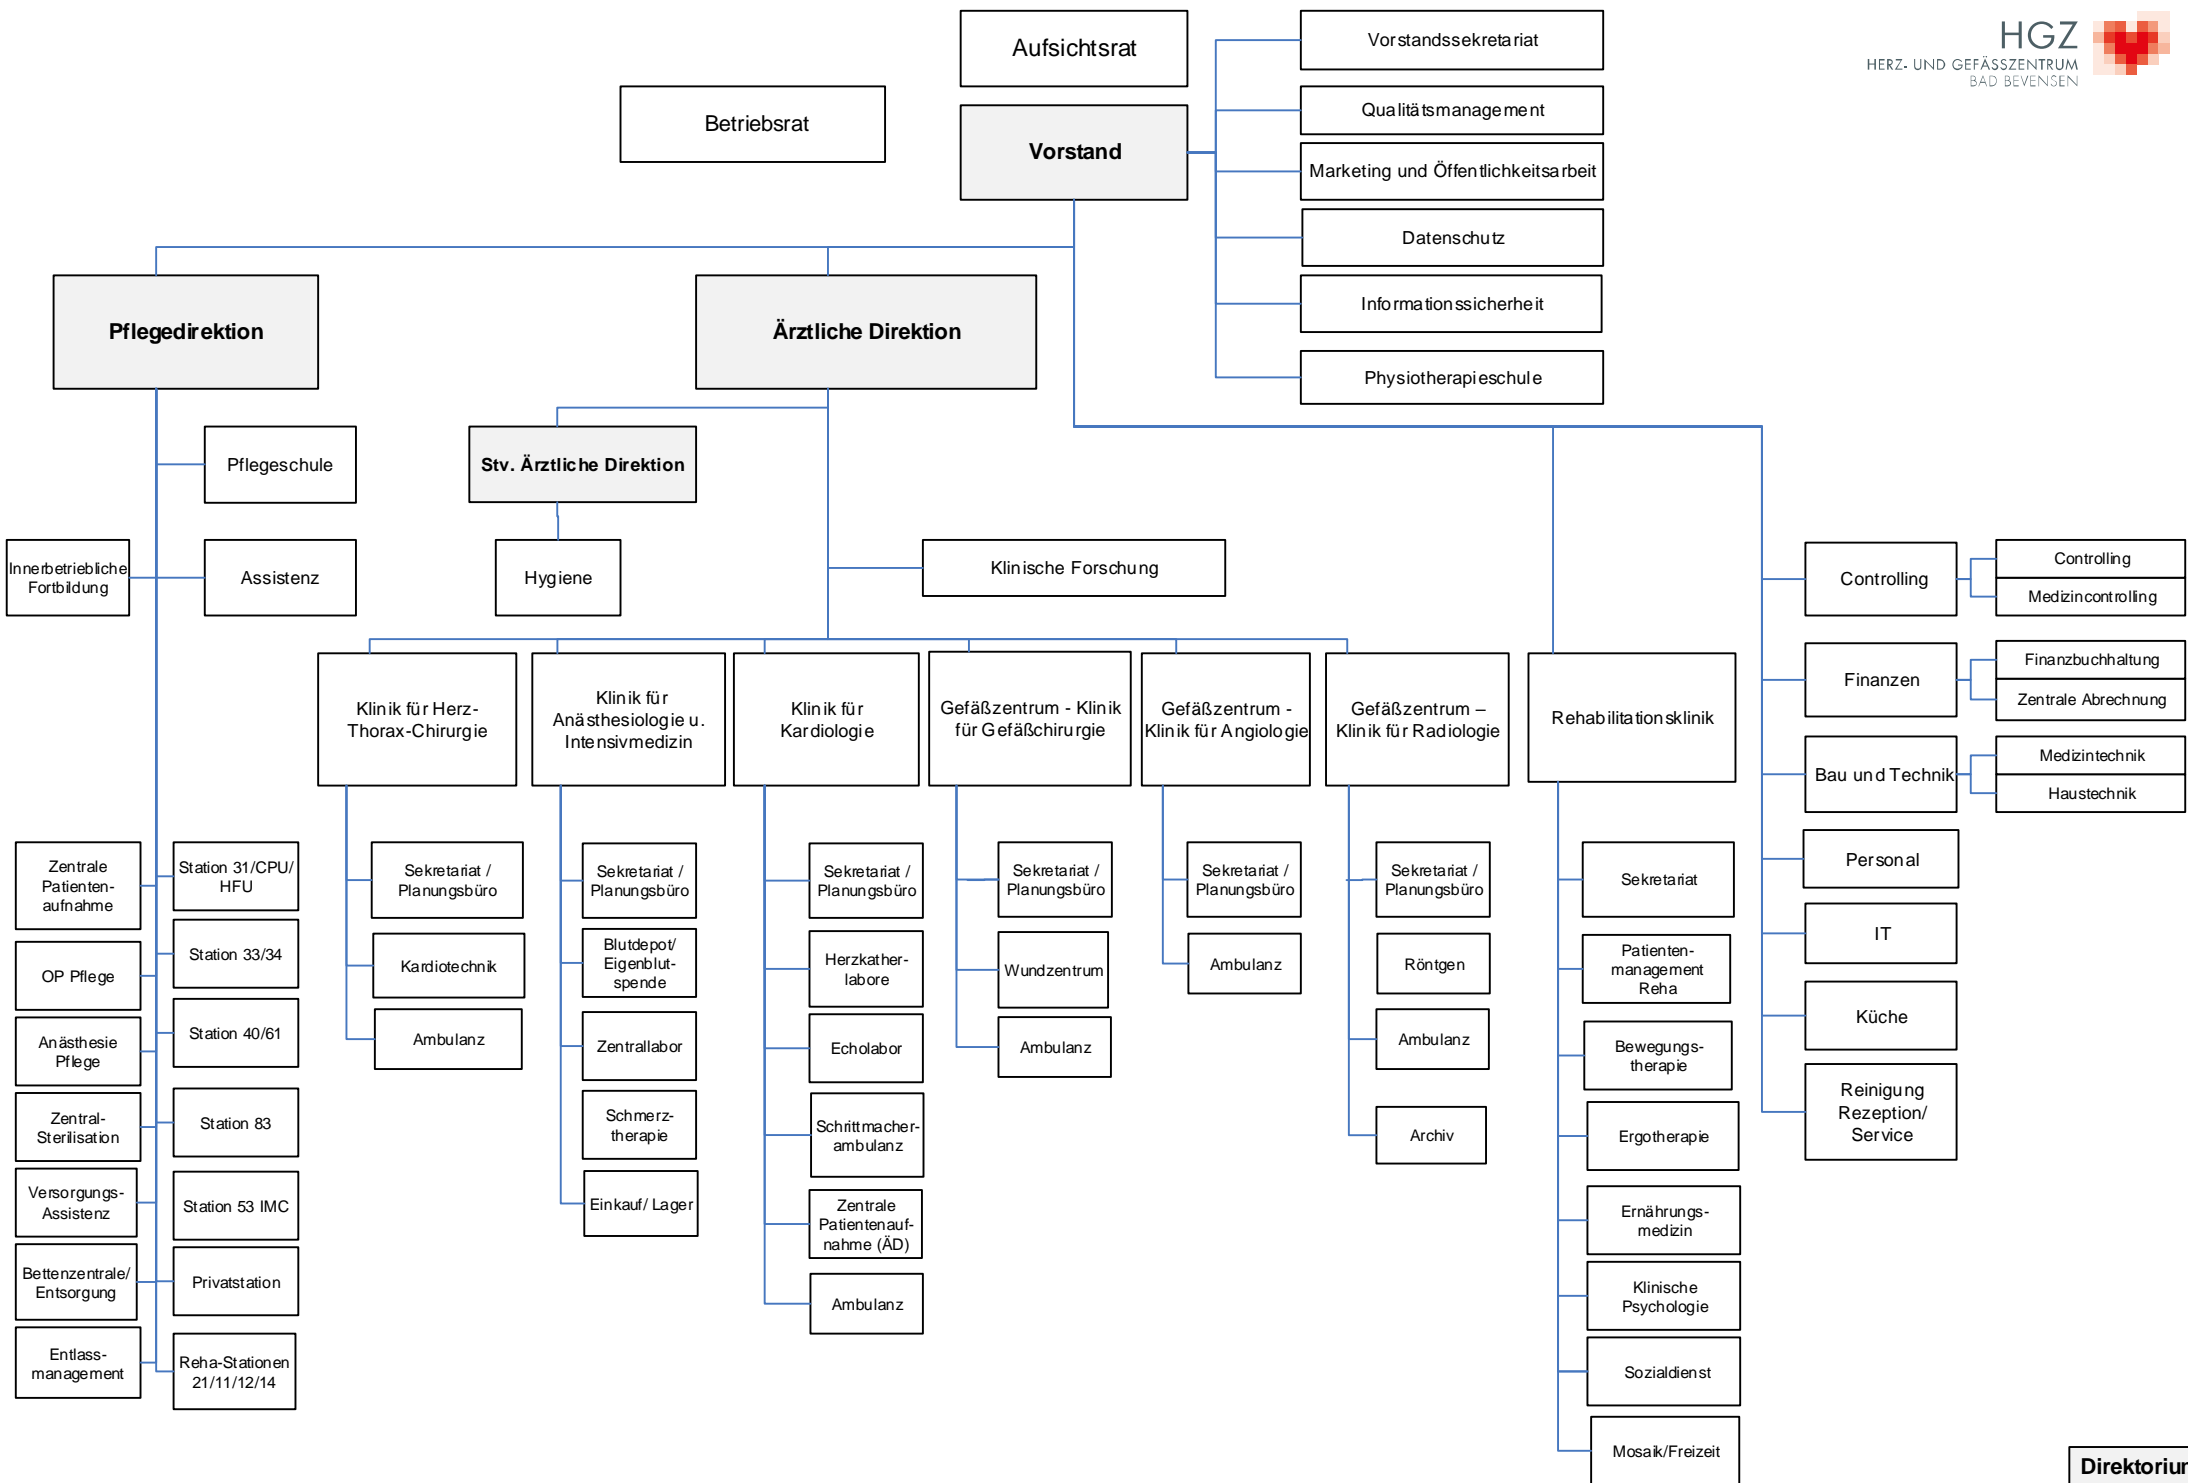 HGZ
HERZ- UND GEFÄSSZENTRUM
BAD BEVENSEN
Aufsichtsrat
Betriebsrat
Vorstand
Vorstandssekretariat
Qualitätsmanagement
Marketing und Öffentlichkeitsarbeit
Datenschutz
Informationssicherheit
Physiotherapieschule
Pflegedirektion
Ärztliche Direktion
Pflegeschule
Innerbetriebliche
Fortbildung
Assistenz
Stv. Ärztliche Direktion
Hygiene
Klinische Forschung
Klinik für Herz-
Thorax-Chirurgie
Klinik für
Anästhesiologie u.
Intensivmedizin
Klinik für
Kardiologie
Gefäßzentrum - Klinik
für Gefäßchirurgie
Gefäßzentrum -
Klinik für Angiologie
Gefäßzentrum –
Klinik für Radiologie
Rehabilitationsklinik
Controlling
Controlling
Medizincontrolling
Finanzen
Finanzbuchhaltung
Zentrale Abrechnung
Bau und Technik
Medizintechnik
Haustechnik
Personal
IT
Küche
Reinigung
Rezeption/
Service
Zentrale
Patienten-
aufnahme
OP Pflege
Anästhesie
Pflege
Zentral-
Sterilisation
Versorgungs-
Assistenz
Bettenzentrale/
Entsorgung
Entlass-
management
Station 31/CPU/
HFU
Station 33/34
Station 40/61
Station 83
Station 53 IMC
Privatstation
Reha-Stationen
21/11/12/14
Sekretariat /
Planungsbüro
Kardiotechnik
Ambulanz
Sekretariat /
Planungsbüro
Blutdepot/
Eigenblut-
spende
Zentrallabor
Schmerz-
therapie
Einkauf/ Lager
Sekretariat /
Planungsbüro
Herzkather-
labore
Echolabor
Schrittmacher-
ambulanz
Zentrale
Patientenauf-
nahme (ÄD)
Ambulanz
Sekretariat /
Planungsbüro
Wundzentrum
Ambulanz
Sekretariat /
Planungsbüro
Ambulanz
Sekretariat /
Planungsbüro
Röntgen
Ambulanz
Archiv
Sekretariat
Patienten-
management
Reha
Bewegungs-
therapie
Ergotherapie
Ernährungs-
medizin
Klinische
Psychologie
Sozialdienst
Mosaik/Freizeit